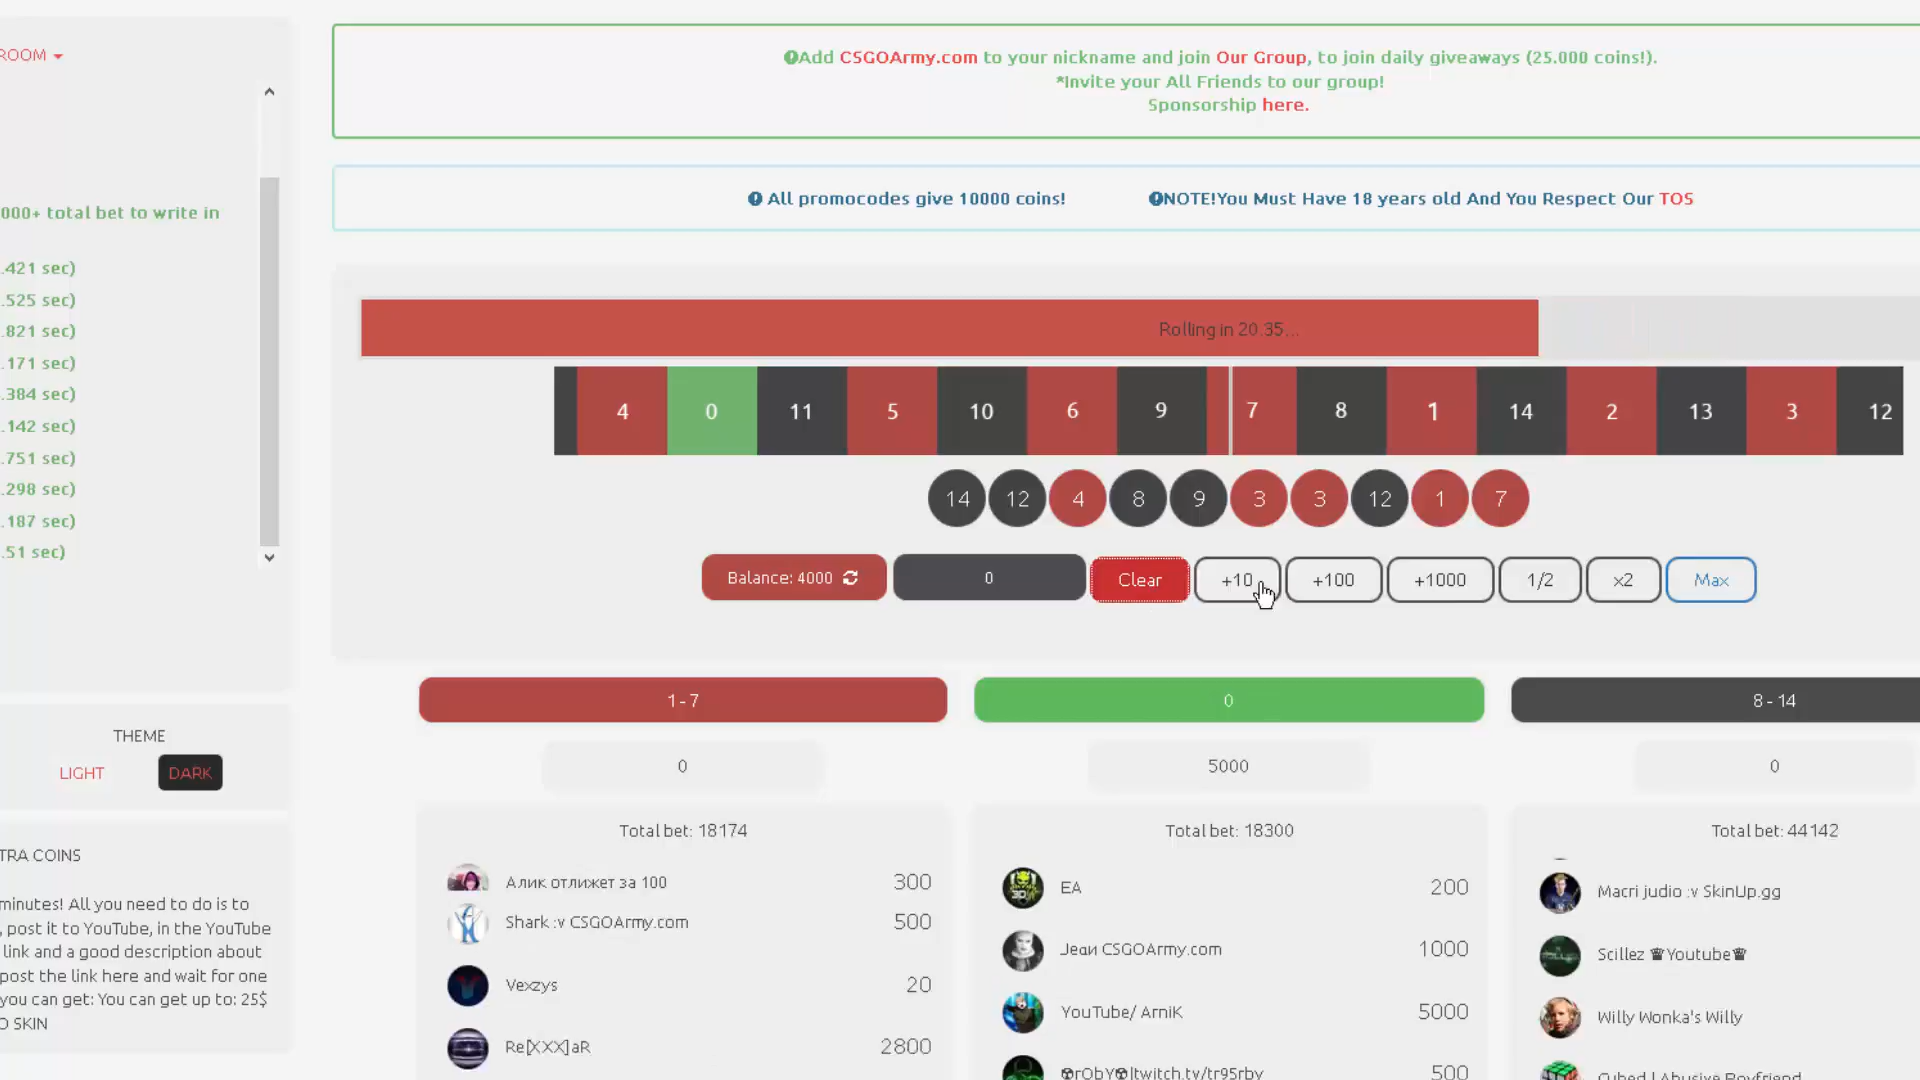 ROOM
000+ total bet to write in
.421 sec)
.525 sec)
.821 sec)
.171 sec)
.384 sec)
.142 sec)
.751 sec)
.298 sec)
.187 sec)
.51 sec)
THEME
LIGHT DARK
TRA COINS
minutes! All you need to do is to
, post it to YouTube, in the YouTube
link and a good description about
post the link here and wait for one
you can get: You can get up to: 25$
O SKIN
Add CSGOArmy.com to your nickname and join Our Group, to join daily giveaways (25.000 coins!).
*Invite your All Friends to our group!
Sponsorship here.
All promocodes give 10000 coins! NOTE!You Must Have 18 years old And You Respect Our TOS
Rolling in 20.35...
4 0 11 5 10 6 9 7 8 1 14 2 13 3 12
14 12 4 8 9 3 3 12 1 7
Balance: 4000 0 Clear +10 +100 +1000 1/2 x2 Max
1 - 7 0 8 - 14
0 5000 0
Total bet: 18174
Алик отлижет за 100 300
Shark :v CSGOArmy.com 500
Vexzys 20
Re[XXX]aR 2800
Total bet: 18300
EA 200
Jeaи CSGOArmy.com 1000
YouTube/ ArniK 5000
☢rObY☢|twitch.tv/tr95rby 500
Total bet: 44142
Macri judio :v SkinUp.gg
Scillez ♛Youtube♛
Willy Wonka's Willy
Cubed | Abusive Boyfriend